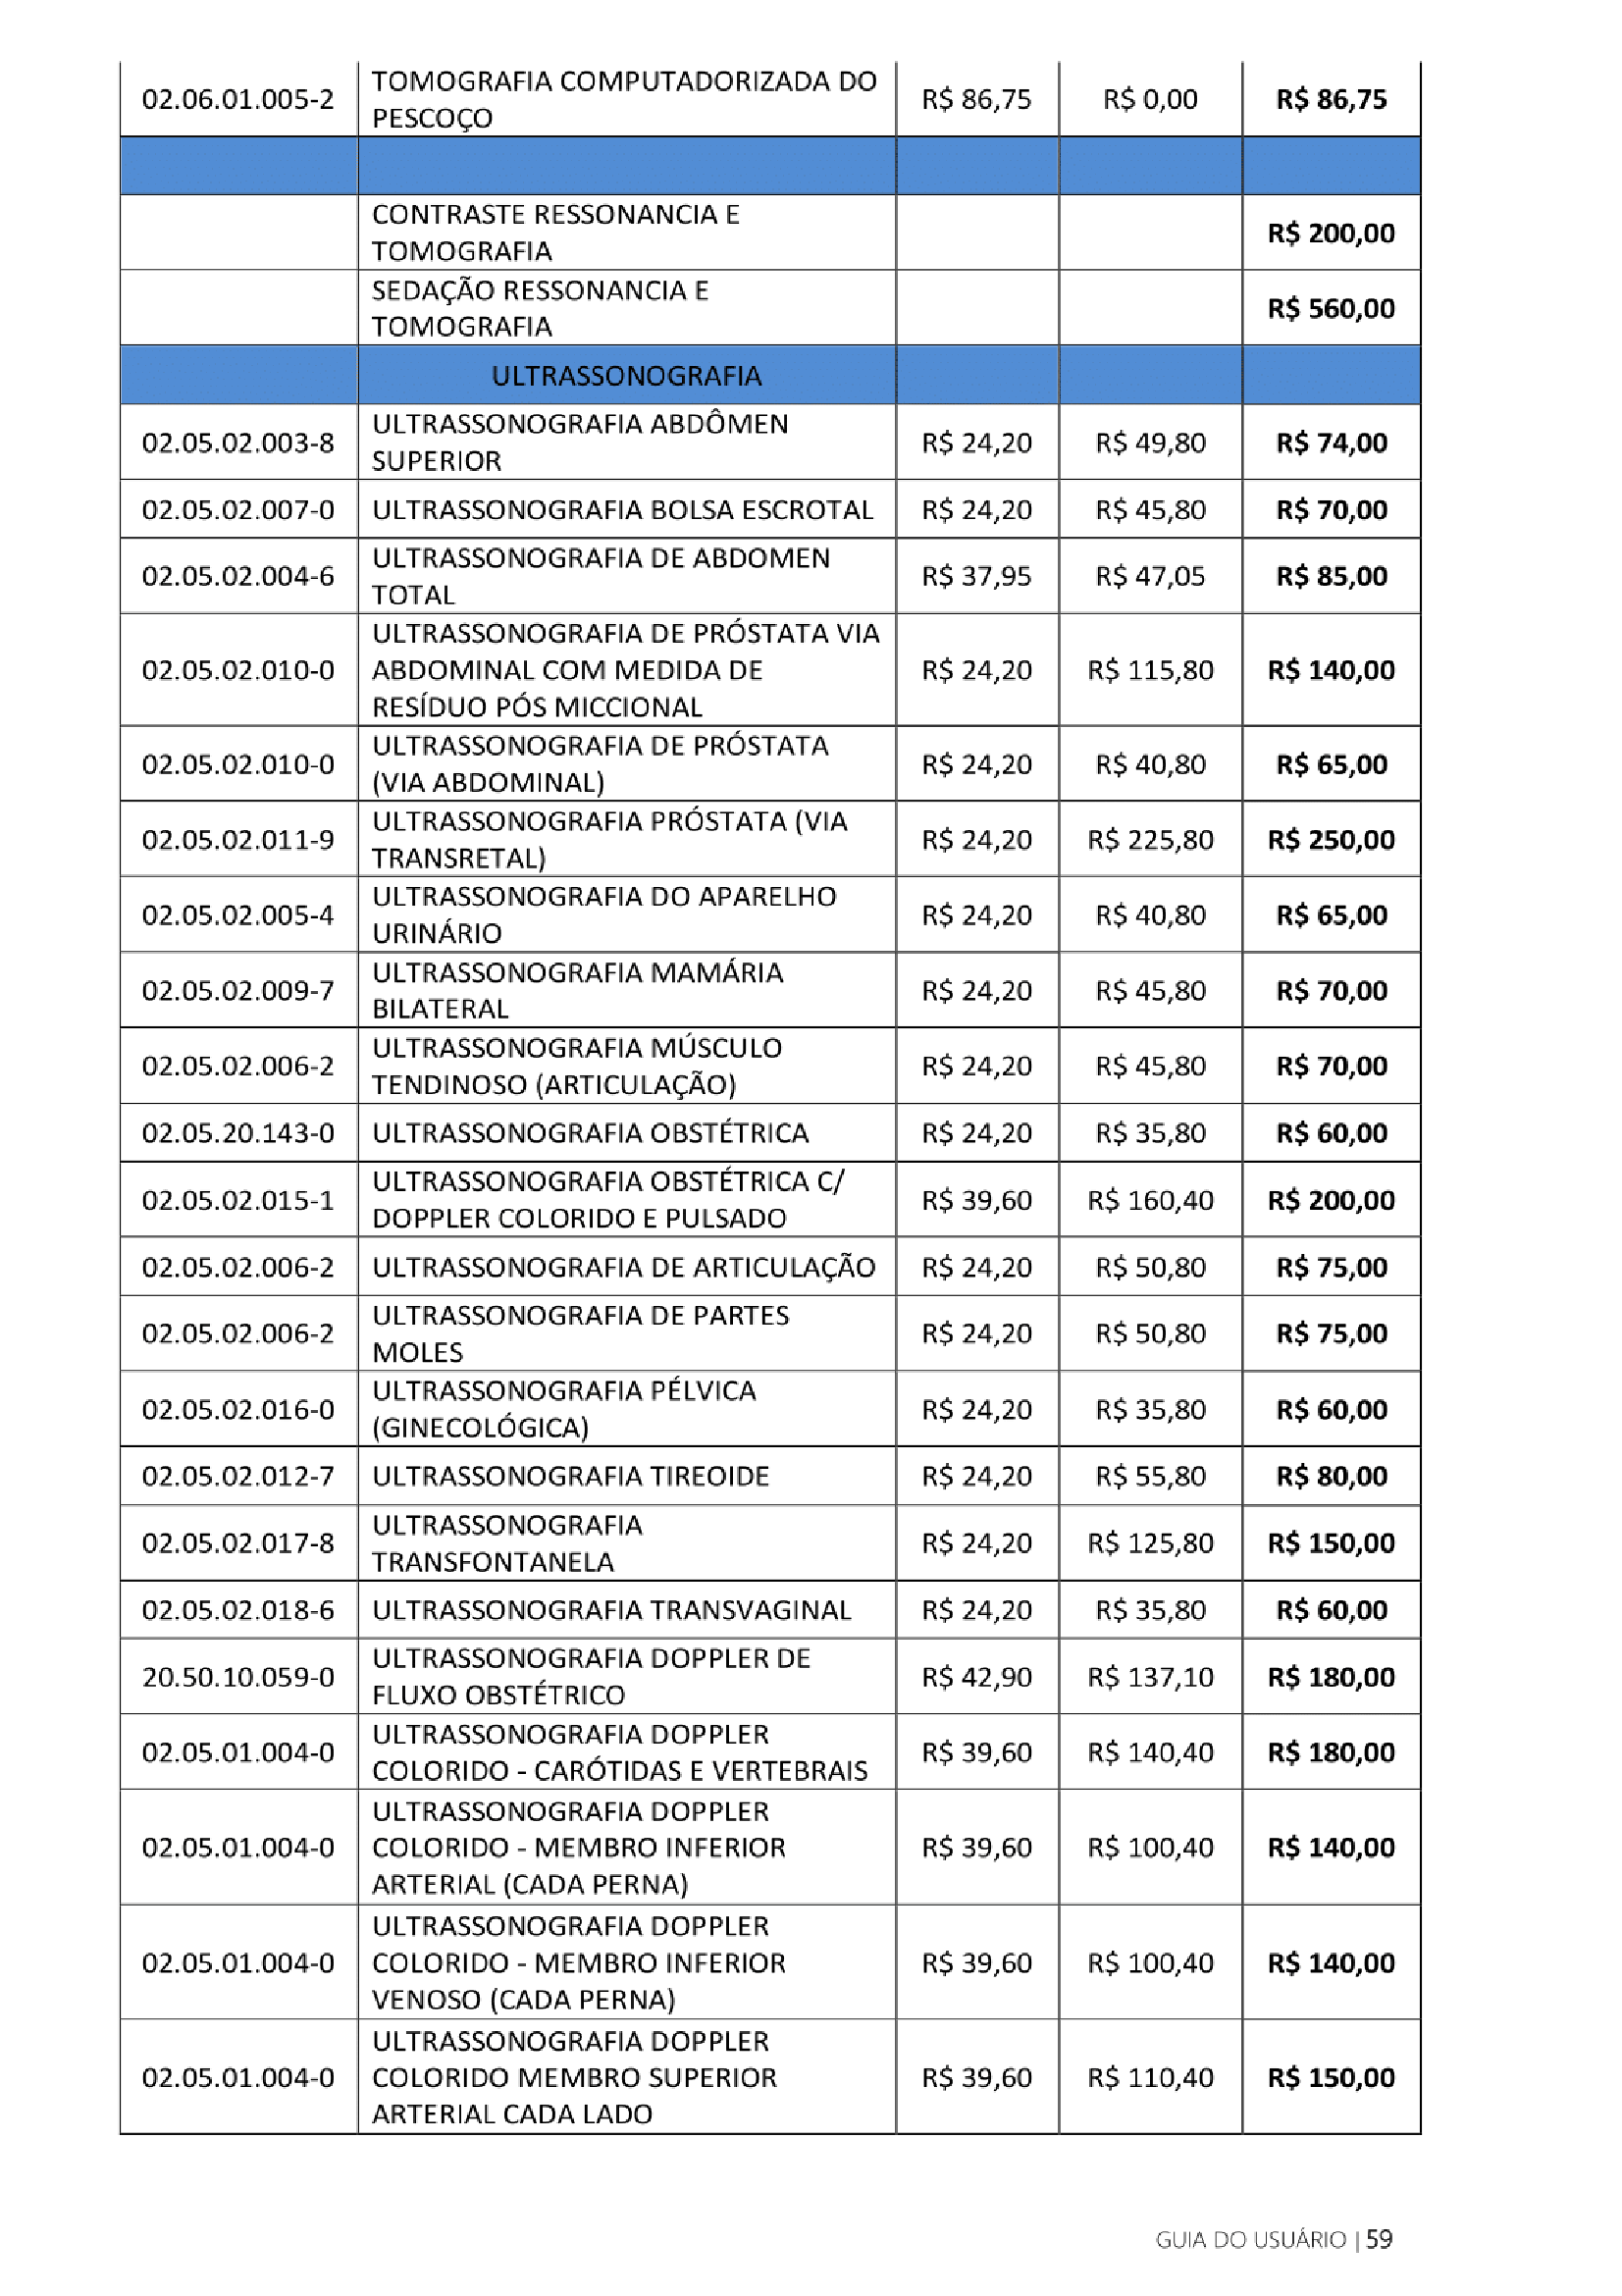 02.06.01.005-2 TOMOGRAFIA COMPUTADORIZADA DO PESCOÇO R$ 86,75 R$ 0,00 R$ 86,75
CONTRASTE RESSONANCIA E TOMOGRAFIA R$ 200,00
SEDAÇÃO RESSONANCIA E TOMOGRAFIA R$ 560,00
ULTRASSONOGRAFIA
02.05.02.003-8 ULTRASSONOGRAFIA ABDÔMEN SUPERIOR R$ 24,20 R$ 49,80 R$ 74,00
02.05.02.007-0 ULTRASSONOGRAFIA BOLSA ESCROTAL R$ 24,20 R$ 45,80 R$ 70,00
02.05.02.004-6 ULTRASSONOGRAFIA DE ABDOMEN TOTAL R$ 37,95 R$ 47,05 R$ 85,00
02.05.02.010-0 ULTRASSONOGRAFIA DE PRÓSTATA VIA ABDOMINAL COM MEDIDA DE RESÍDUO PÓS MICCIONAL R$ 24,20 R$ 115,80 R$ 140,00
02.05.02.010-0 ULTRASSONOGRAFIA DE PRÓSTATA (VIA ABDOMINAL) R$ 24,20 R$ 40,80 R$ 65,00
02.05.02.011-9 ULTRASSONOGRAFIA PRÓSTATA (VIA TRANSRETAL) R$ 24,20 R$ 225,80 R$ 250,00
02.05.02.005-4 ULTRASSONOGRAFIA DO APARELHO URINÁRIO R$ 24,20 R$ 40,80 R$ 65,00
02.05.02.009-7 ULTRASSONOGRAFIA MAMÁRIA BILATERAL R$ 24,20 R$ 45,80 R$ 70,00
02.05.02.006-2 ULTRASSONOGRAFIA MÚSCULO TENDINOSO (ARTICULAÇÃO) R$ 24,20 R$ 45,80 R$ 70,00
02.05.20.143-0 ULTRASSONOGRAFIA OBSTÉTRICA R$ 24,20 R$ 35,80 R$ 60,00
02.05.02.015-1 ULTRASSONOGRAFIA OBSTÉTRICA C/ DOPPLER COLORIDO E PULSADO R$ 39,60 R$ 160,40 R$ 200,00
02.05.02.006-2 ULTRASSONOGRAFIA DE ARTICULAÇÃO R$ 24,20 R$ 50,80 R$ 75,00
02.05.02.006-2 ULTRASSONOGRAFIA DE PARTES MOLES R$ 24,20 R$ 50,80 R$ 75,00
02.05.02.016-0 ULTRASSONOGRAFIA PÉLVICA (GINECOLÓGICA) R$ 24,20 R$ 35,80 R$ 60,00
02.05.02.012-7 ULTRASSONOGRAFIA TIREOIDE R$ 24,20 R$ 55,80 R$ 80,00
02.05.02.017-8 ULTRASSONOGRAFIA TRANSFONTANELA R$ 24,20 R$ 125,80 R$ 150,00
02.05.02.018-6 ULTRASSONOGRAFIA TRANSVAGINAL R$ 24,20 R$ 35,80 R$ 60,00
20.50.10.059-0 ULTRASSONOGRAFIA DOPPLER DE FLUXO OBSTÉTRICO R$ 42,90 R$ 137,10 R$ 180,00
02.05.01.004-0 ULTRASSONOGRAFIA DOPPLER COLORIDO - CARÓTIDAS E VERTEBRAIS R$ 39,60 R$ 140,40 R$ 180,00
02.05.01.004-0 ULTRASSONOGRAFIA DOPPLER COLORIDO - MEMBRO INFERIOR ARTERIAL (CADA PERNA) R$ 39,60 R$ 100,40 R$ 140,00
02.05.01.004-0 ULTRASSONOGRAFIA DOPPLER COLORIDO - MEMBRO INFERIOR VENOSO (CADA PERNA) R$ 39,60 R$ 100,40 R$ 140,00
02.05.01.004-0 ULTRASSONOGRAFIA DOPPLER COLORIDO MEMBRO SUPERIOR ARTERIAL CADA LADO R$ 39,60 R$ 110,40 R$ 150,00
GUIA DO USUÁRIO | 59